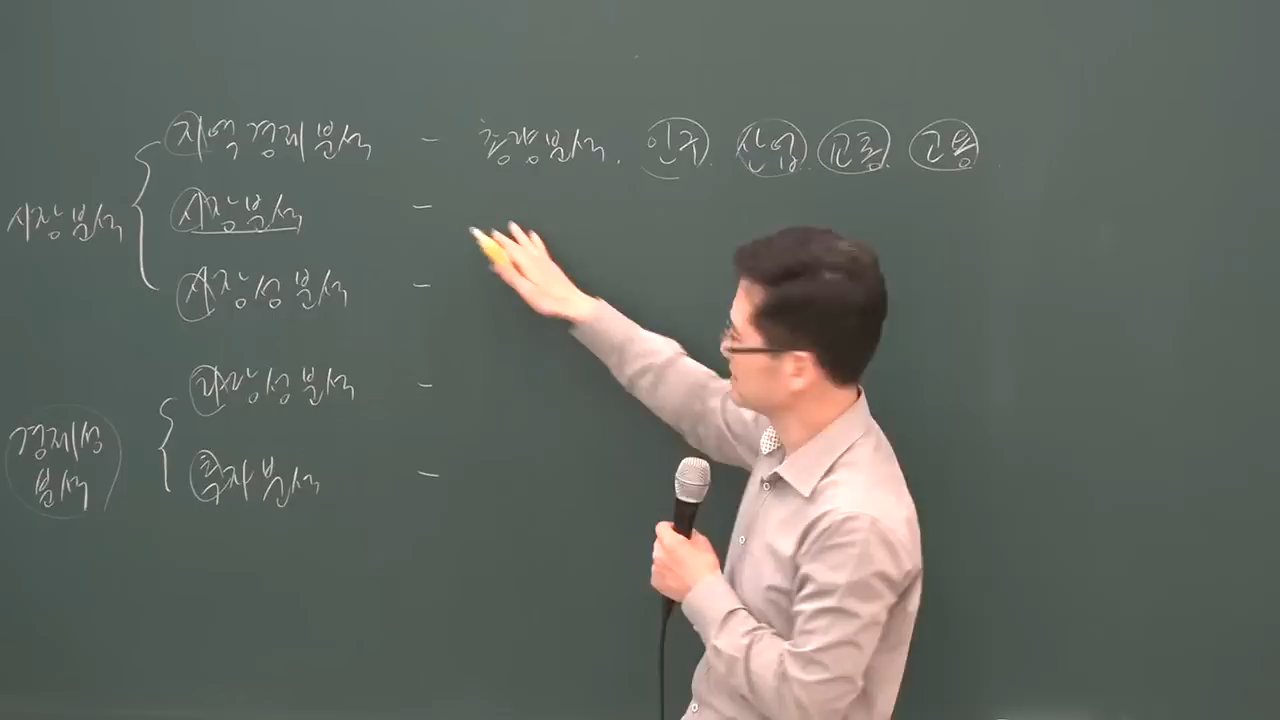 지역경제분석 - 총량분석. 인구. 산업. 교통. 고용
시장분석 시장분석 -
시장성분석 -
타당성분석 -
경제성 분석
투자분석 -